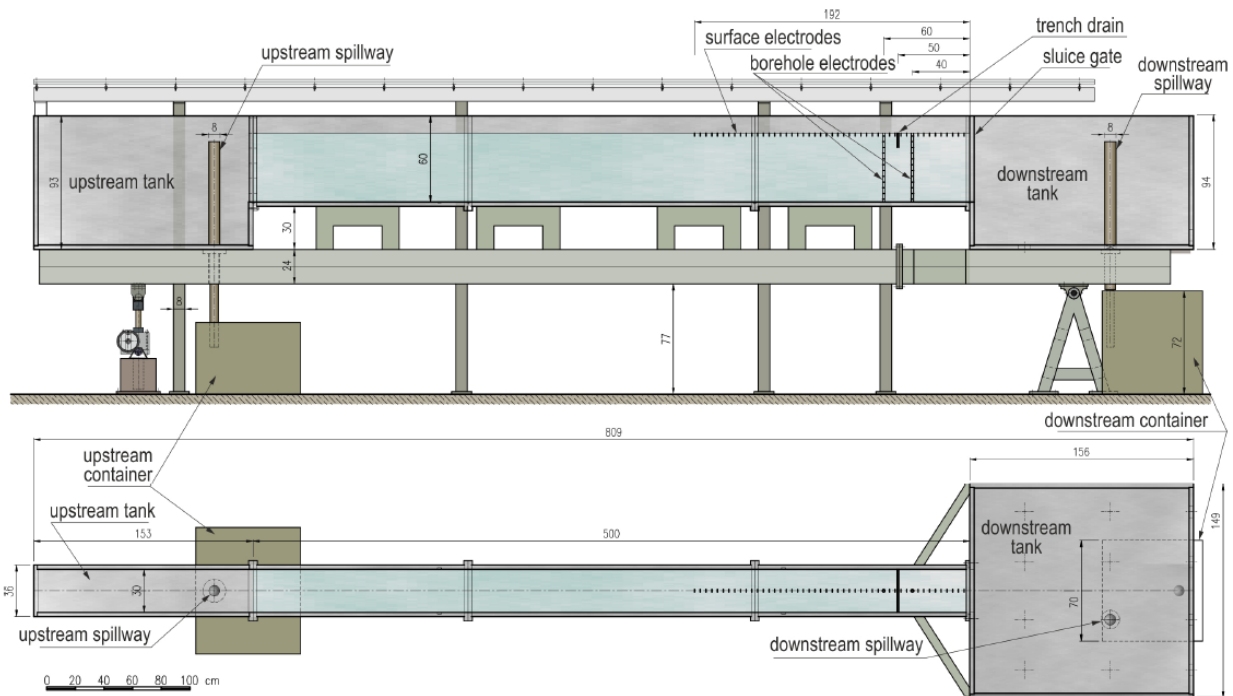 192
60
50
40
upstream spillway
surface electrodes
borehole electrodes
trench drain
sluice gate
downstream
spillway
8
8
93
upstream tank
60
downstream
tank
94
30
24
8
77
72
809
upstream
container
downstream container
156
upstream tank
153
500
downstream
tank
149
36
30
70
upstream spillway
downstream spillway
0 20 40 60 80 100 cm